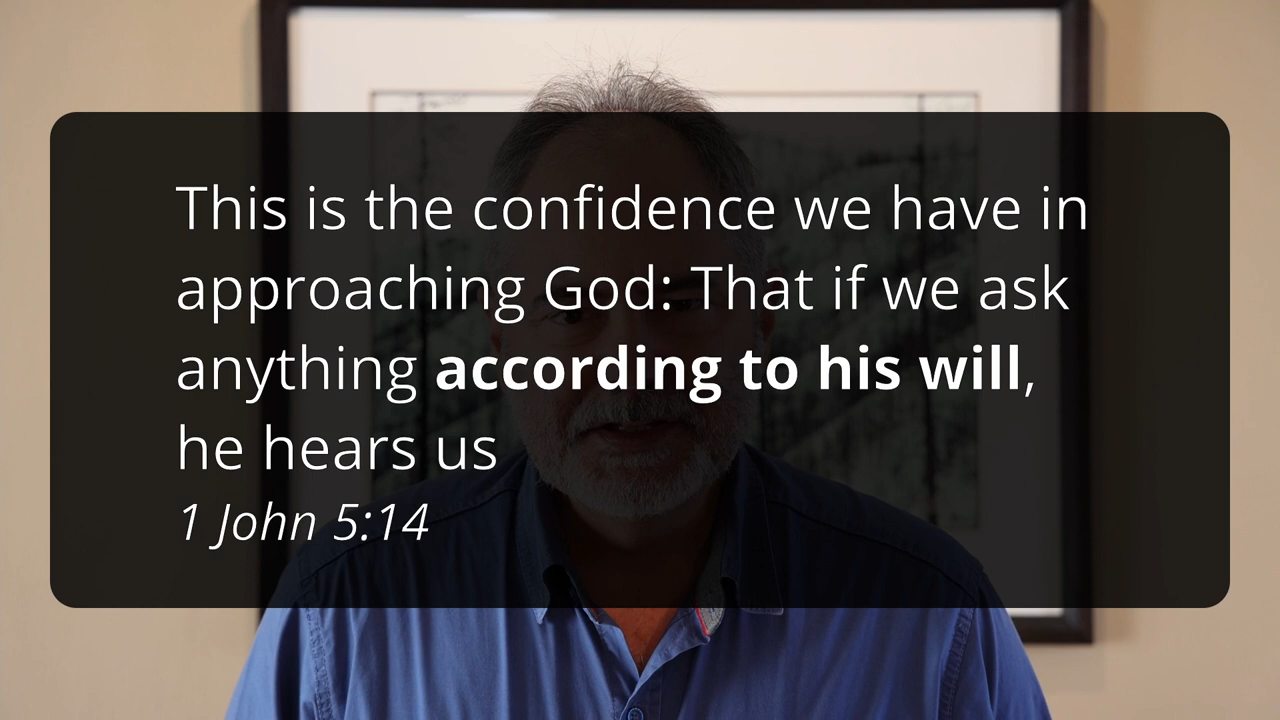 This is the confidence we have in
approaching God: That if we ask
anything according to his will,
he hears us
1 John 5:14